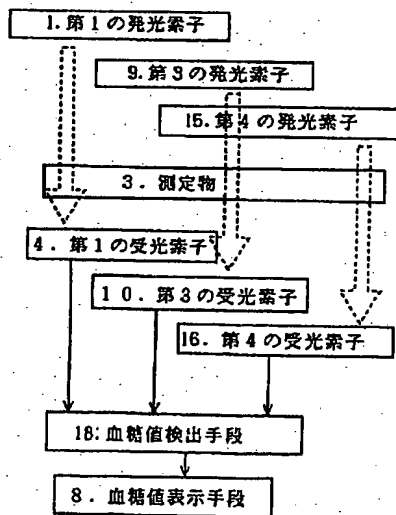 1.第1の発光素子
9.第3の発光素子
15.第4の発光素子
3.測定物
4.第1の受光素子
10.第3の受光素子
16.第4の受光素子
18:血糖値検出手段
8.血糖値表示手段